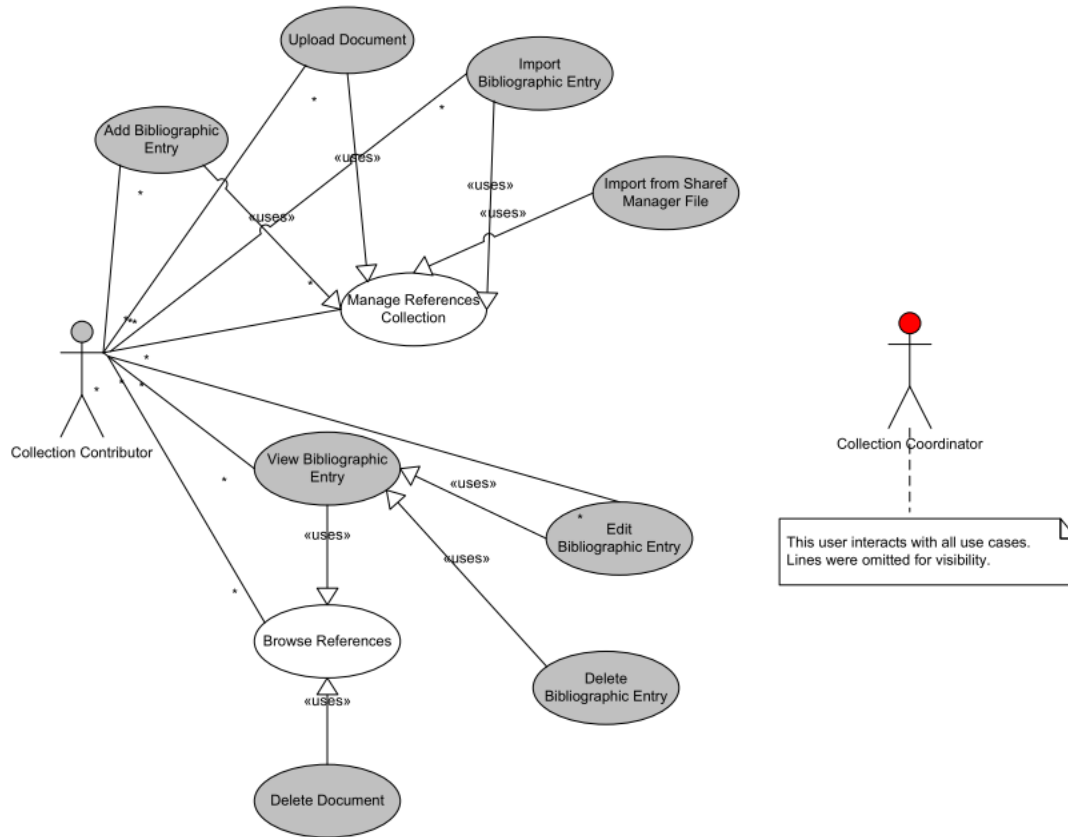 Upload Document
*
Import
Bibliographic Entry
*
Add Bibliographic
Entry
*
«uses»
«uses»
«uses»
«uses»
Import from Sharef
Manager File
*
Manage References
Collection
***
*
*
*
*
Collection Contributor
Collection Coordinator
View Bibliographic
Entry
*
«uses»
*
Edit
Bibliographic Entry
«uses»
«uses»
This user interacts with all use cases.
Lines were omitted for visibility.
*
Browse References
Delete
Bibliographic Entry
«uses»
Delete Document